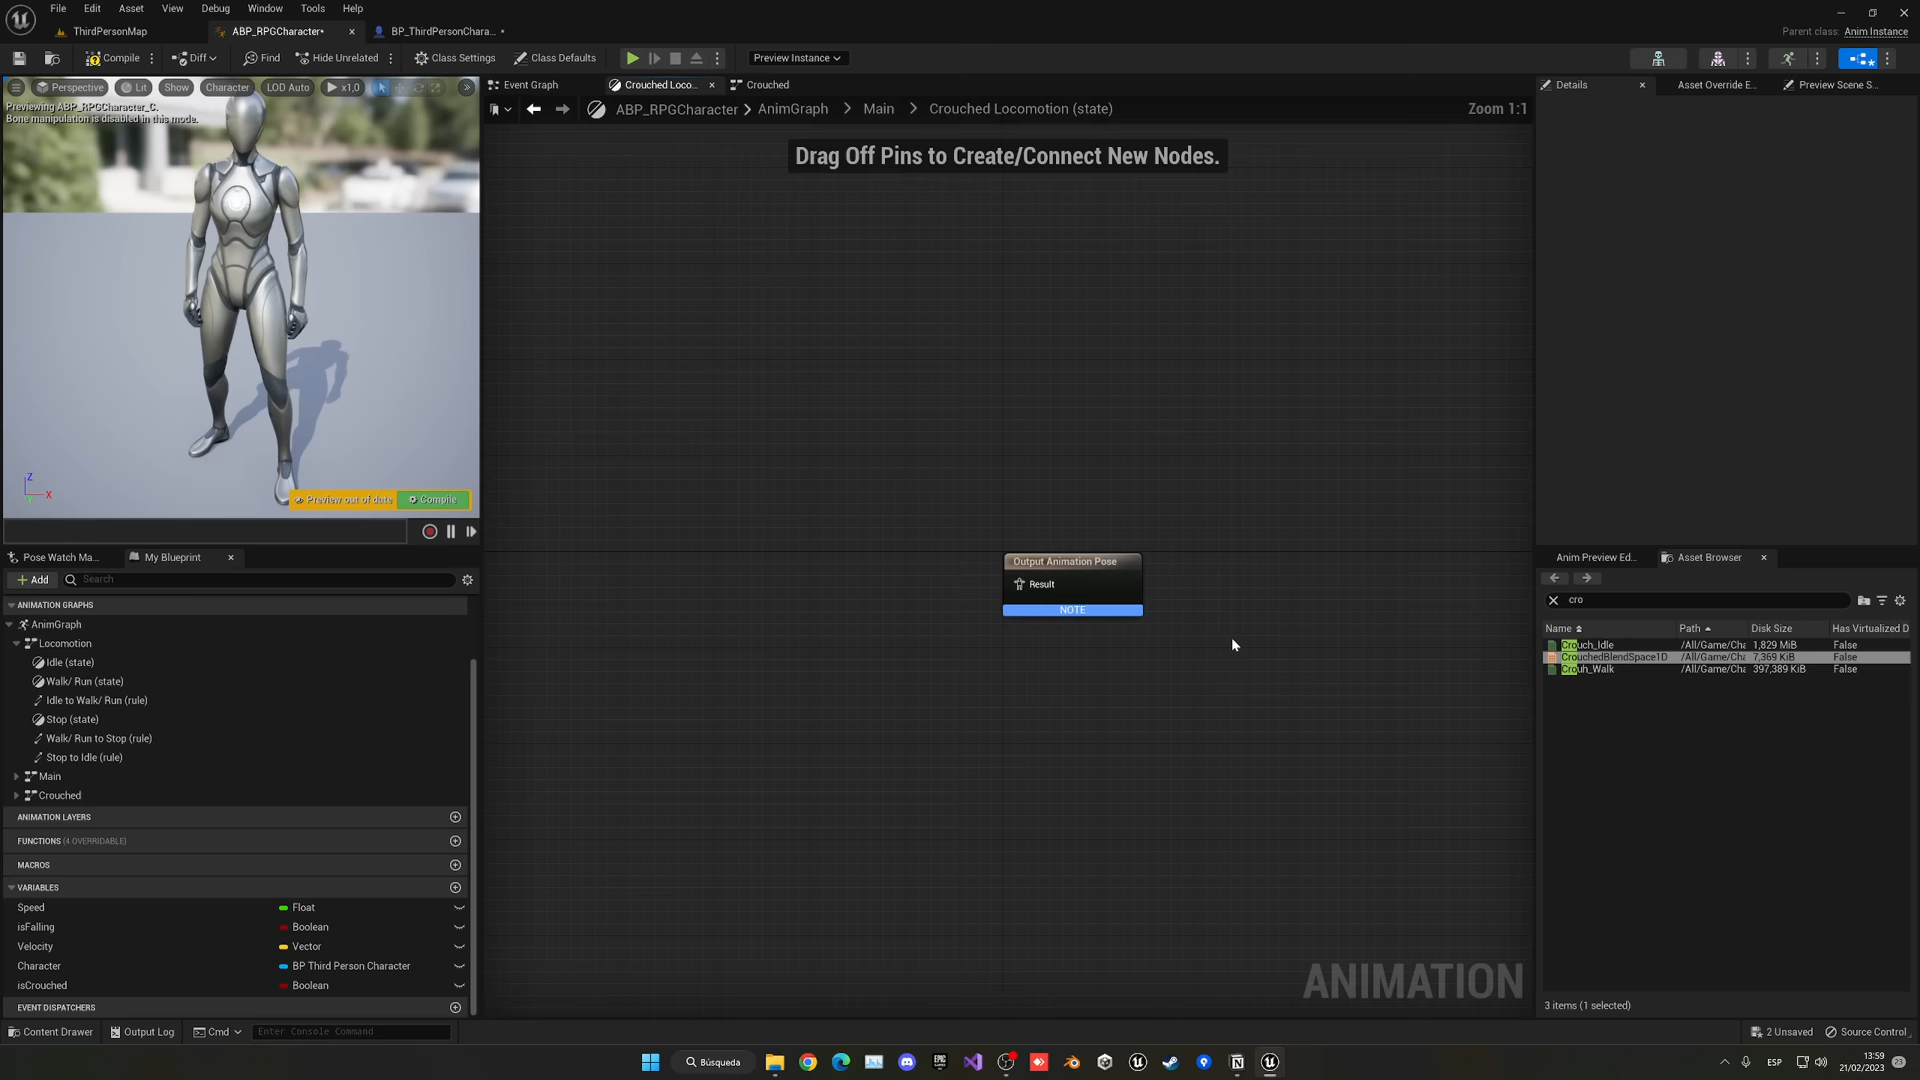 File Edit Asset View Debug Window Tools Help
ThirdPersonMap ABP_RPGCharacter* BP_ThirdPersonChara... *
Parent class: Anim Instance
Compile Diff Find Hide Unrelated Class Settings Class Defaults Preview Instance
Perspective Lit Show Character LOD Auto x1,0
Previewing ABP_RPGCharacter_C.
Bone manipulation is disabled in this mode.
Z
X
Preview out of date Compile
Event Graph Crouched Loco... Crouched
ABP_RPGCharacter > AnimGraph > Main > Crouched Locomotion (state)
Zoom 1:1
Drag Off Pins to Create/Connect New Nodes.
Output Animation Pose
Result
NOTE
ANIMATION
Pose Watch Ma... My Blueprint
Add Search
ANIMATION GRAPHS
AnimGraph
Locomotion
Idle (state)
Walk/ Run (state)
Idle to Walk/ Run (rule)
Stop (state)
Walk/ Run to Stop (rule)
Stop to Idle (rule)
Main
Crouched
ANIMATION LAYERS
FUNCTIONS (4 OVERRIDABLE)
MACROS
VARIABLES
Speed Float
isFalling Boolean
Velocity Vector
Character BP Third Person Character
isCrouched Boolean
EVENT DISPATCHERS
Details Asset Override E... Preview Scene S...
Anim Preview Ed... Asset Browser
cro
Name Path Disk Size Has Virtualized D
Crouch_Idle /All/Game/Cha 1,829 MiB False
CrouchedBlendSpace1D /All/Game/Cha 7,369 KiB False
Crouh_Walk /All/Game/Cha 397,389 KiB False
3 items (1 selected)
Content Drawer Output Log Cmd Enter Console Command
2 Unsaved Source Control
Búsqueda
ESP
13:59
21/02/2023
23